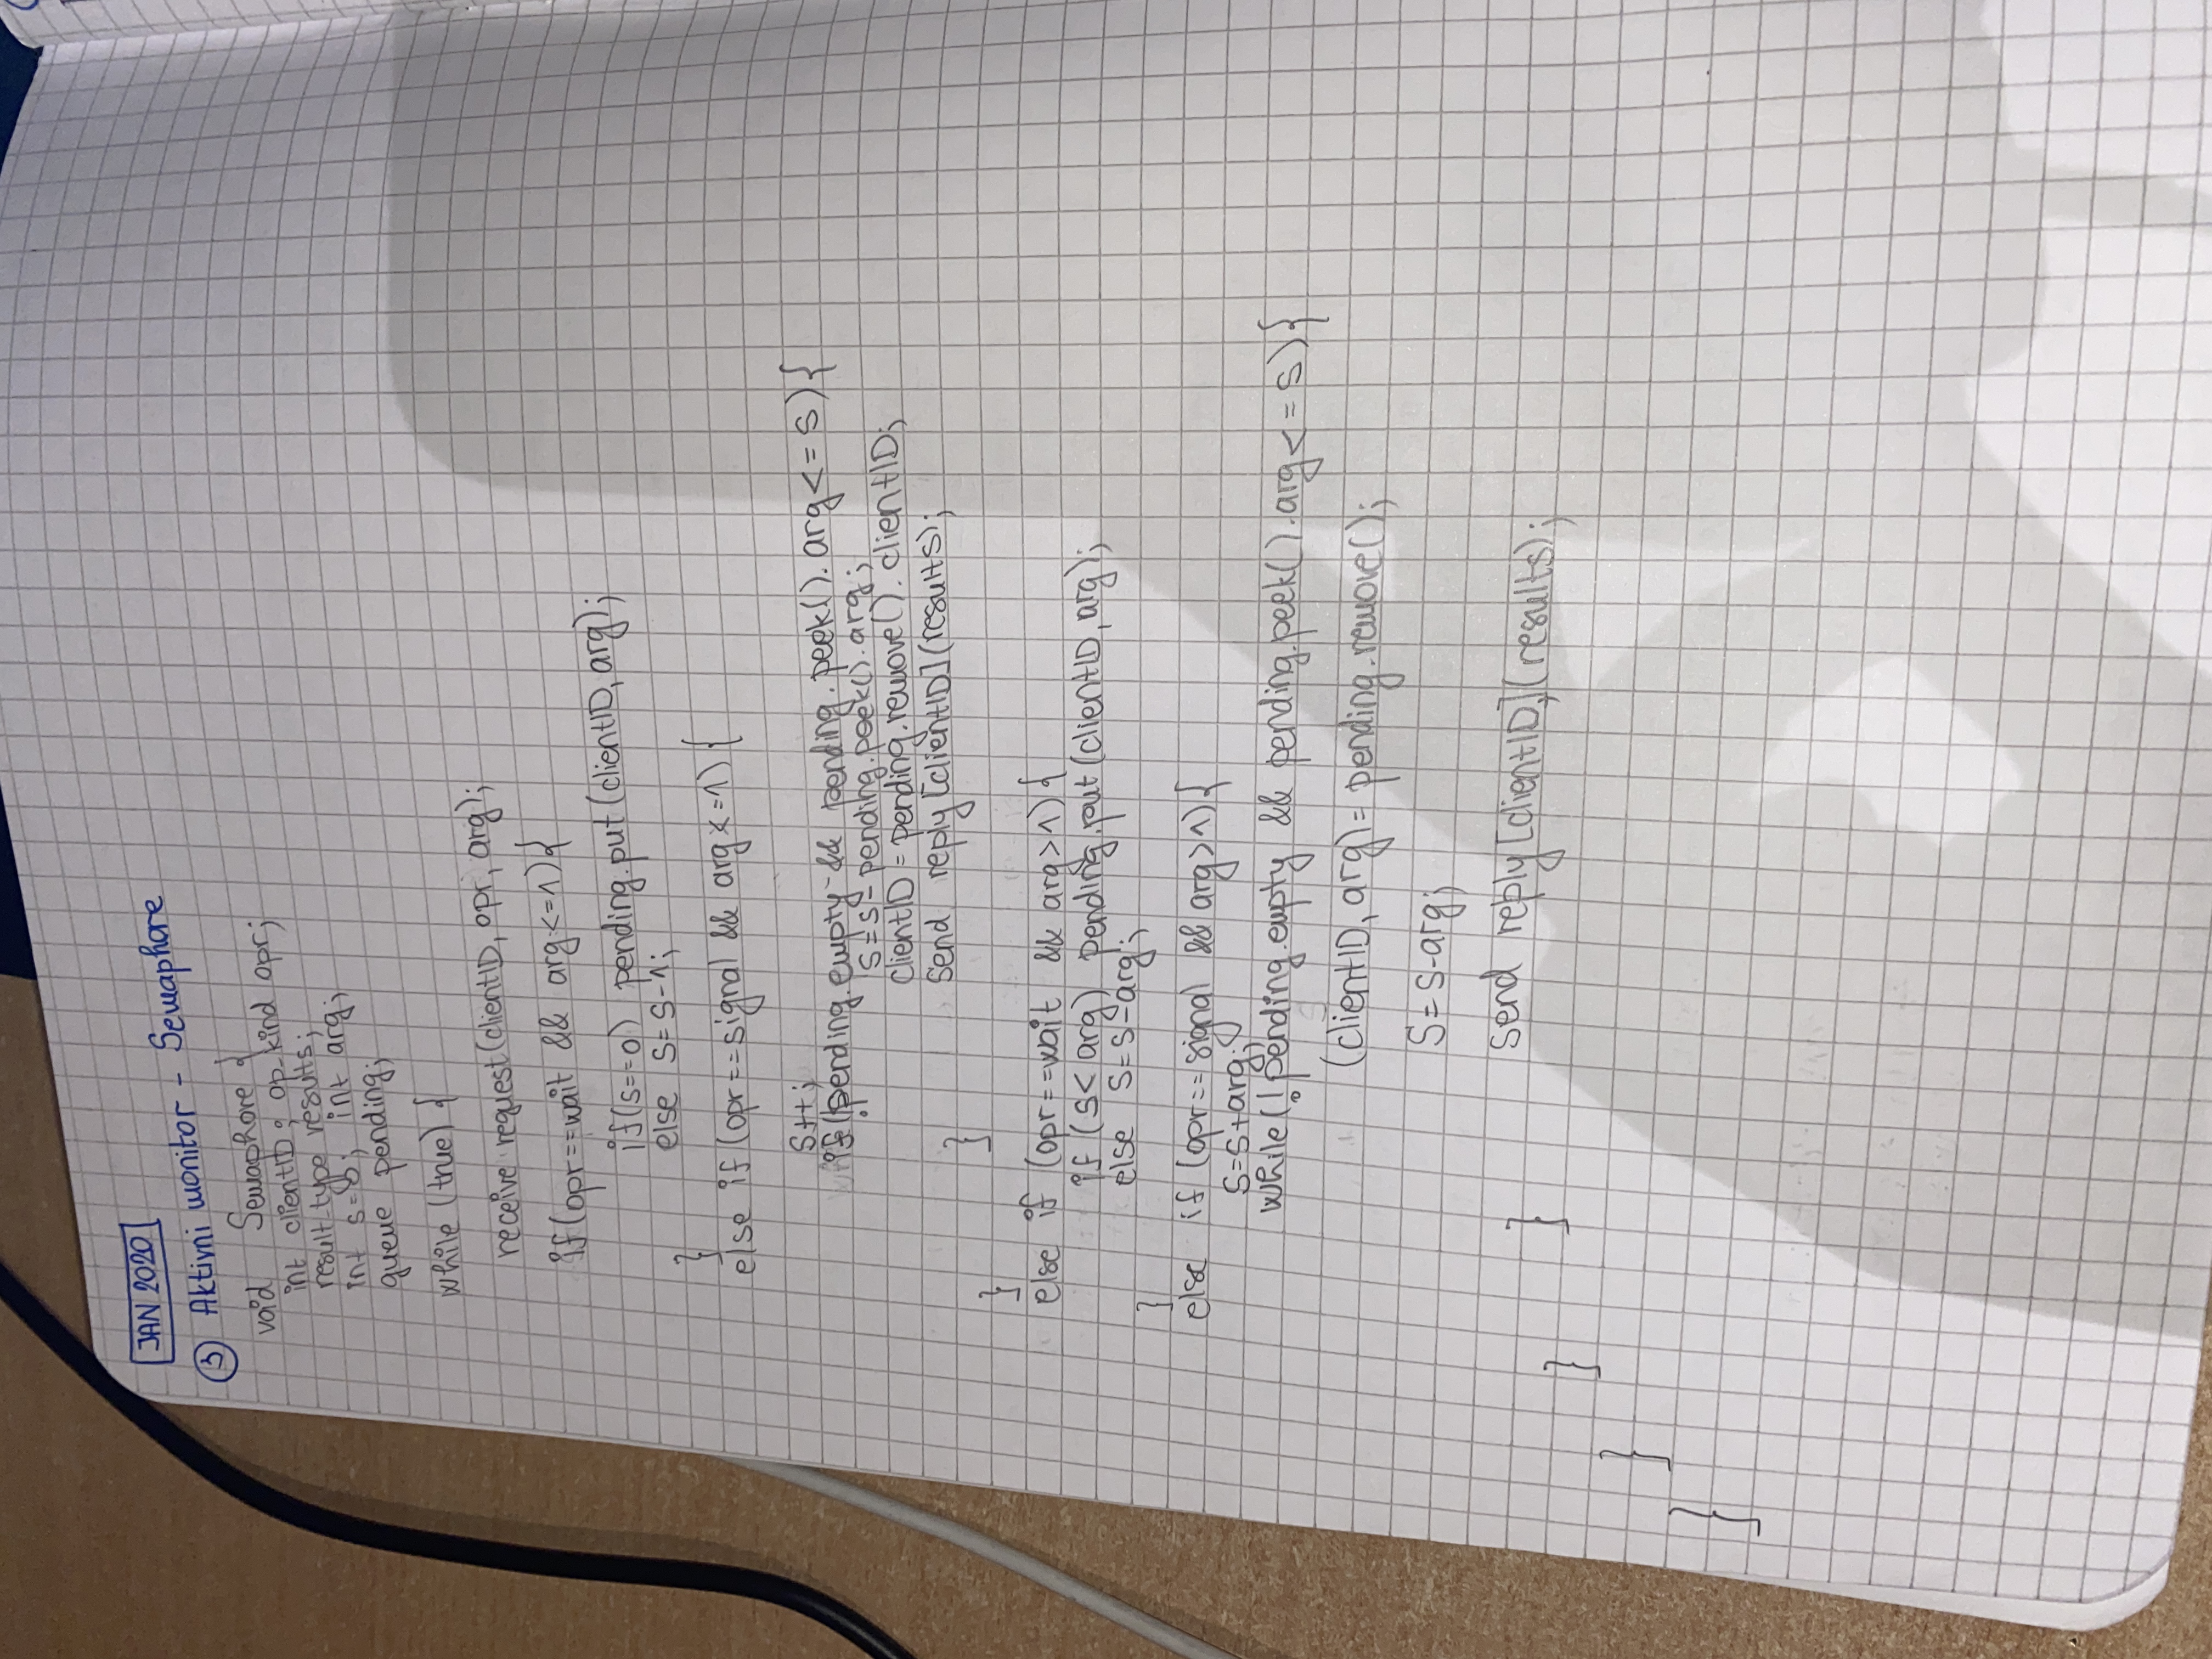 JAN 2020
3 Aktivni monitor - Semaphore
void Semaphore {
int clientID; op_kind opr;
result_type results;
int s=0; int arg;
queue pending;
while (true) {
receive request(clientID, opr, arg);
if(opr==wait && arg<=1){
if(s==0) pending.put(clientID, arg);
else s=s-1;
}
else if (opr==signal && arg<=1) {
s++;
if(!pending.empty && pending.peek().arg<=s){
s=s-pending.peek().arg;
clientID = pending.remove().clientID;
send reply[clientID](results);
}
}
else if (opr==wait && arg>1){
if (s<arg) pending.put(clientID, arg);
else s=s-arg;
}
else if (opr==signal && arg>1){
s=s+arg;
while(!pending.empty && pending.peek().arg<=s){
(clientID, arg)=pending.remove();
s=s-arg;
send reply[clientID](results);
}
}
}
}